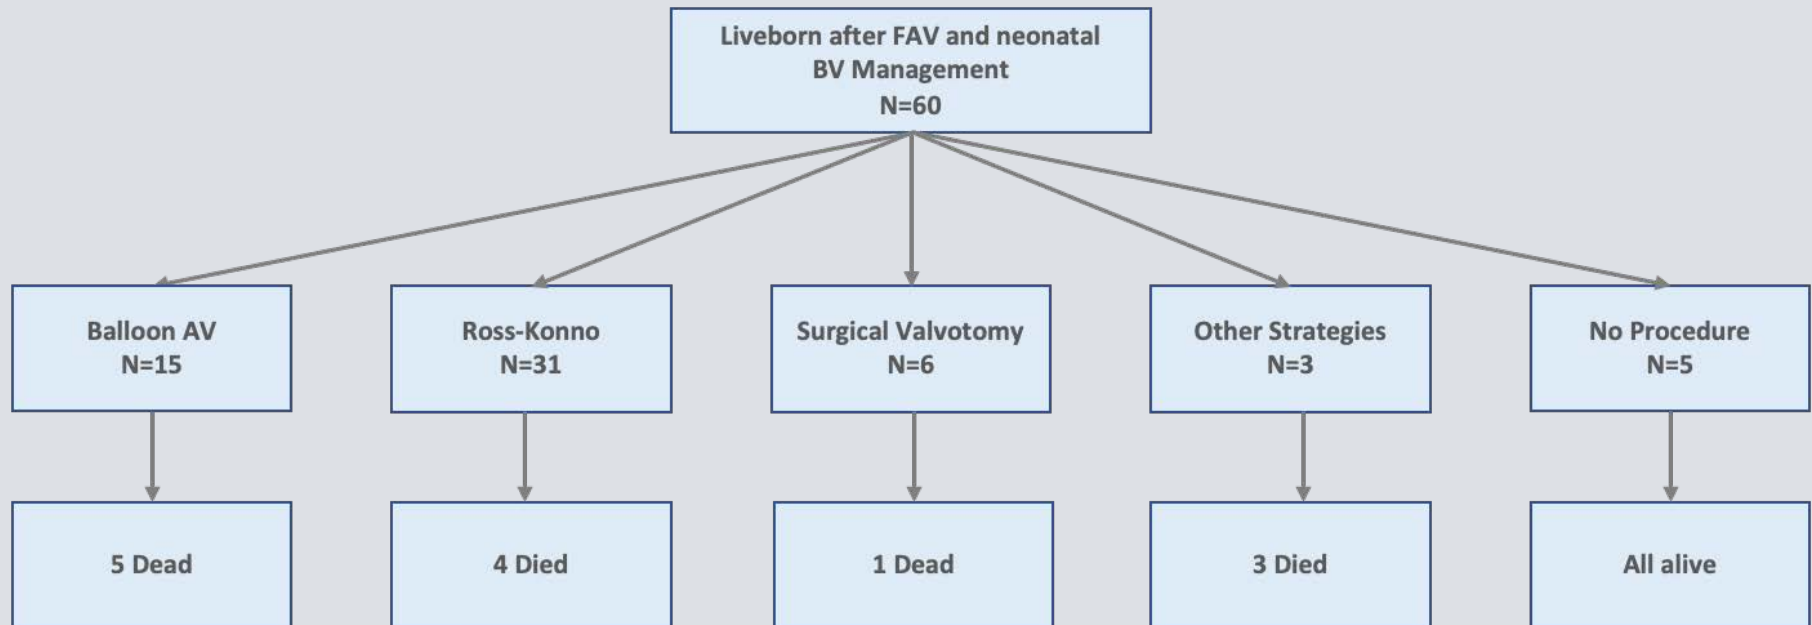 Liveborn after FAV and neonatal
BV Management
N=60
Balloon AV
N=15
Ross-Konno
N=31
Surgical Valvotomy
N=6
Other Strategies
N=3
No Procedure
N=5
5 Dead
4 Died
1 Dead
3 Died
All alive